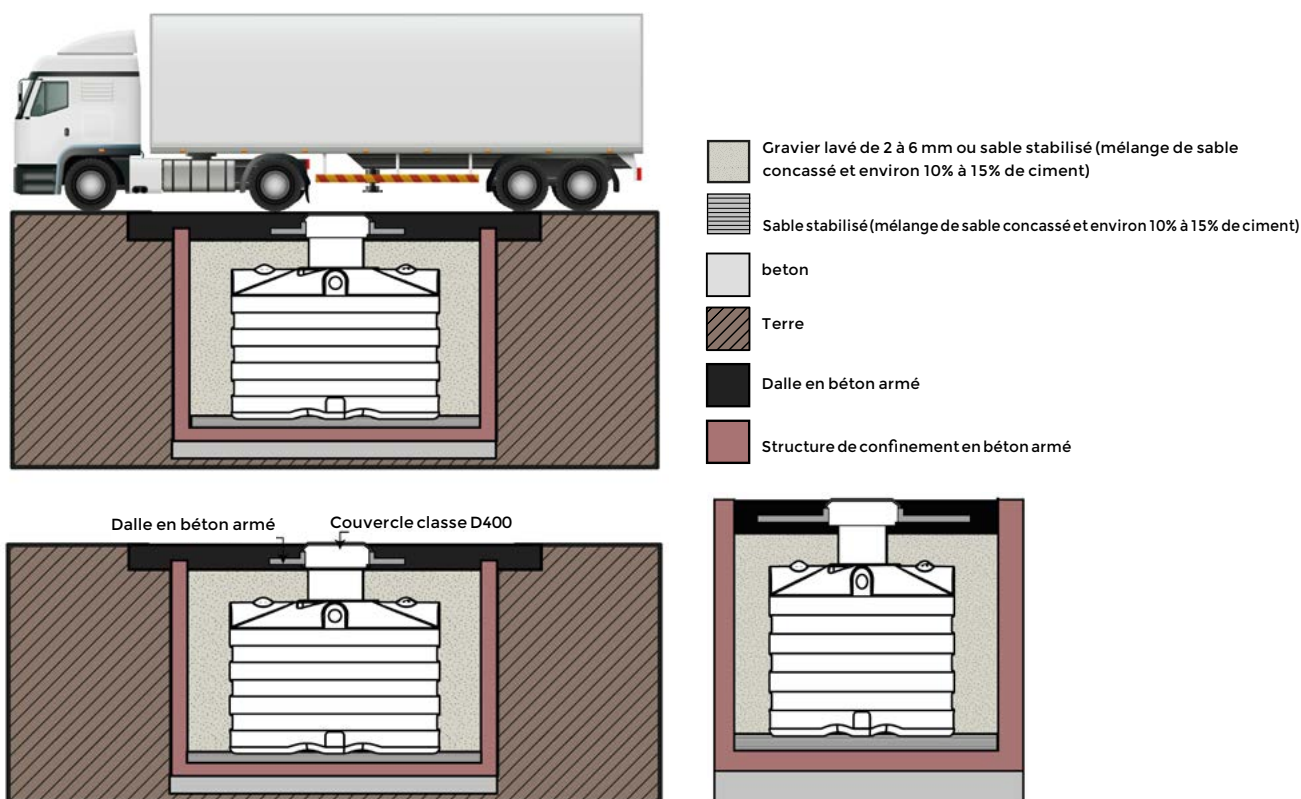 Gravier lavé de 2 à 6 mm ou sable stabilisé (mélange de sable
concassé et environ 10% à 15% de ciment)
Sable stabilisé (mélange de sable concassé et environ 10% à 15% de ciment)
beton
Terre
Dalle en béton armé
Structure de confinement en béton armé
Dalle en béton armé
Couvercle classe D400